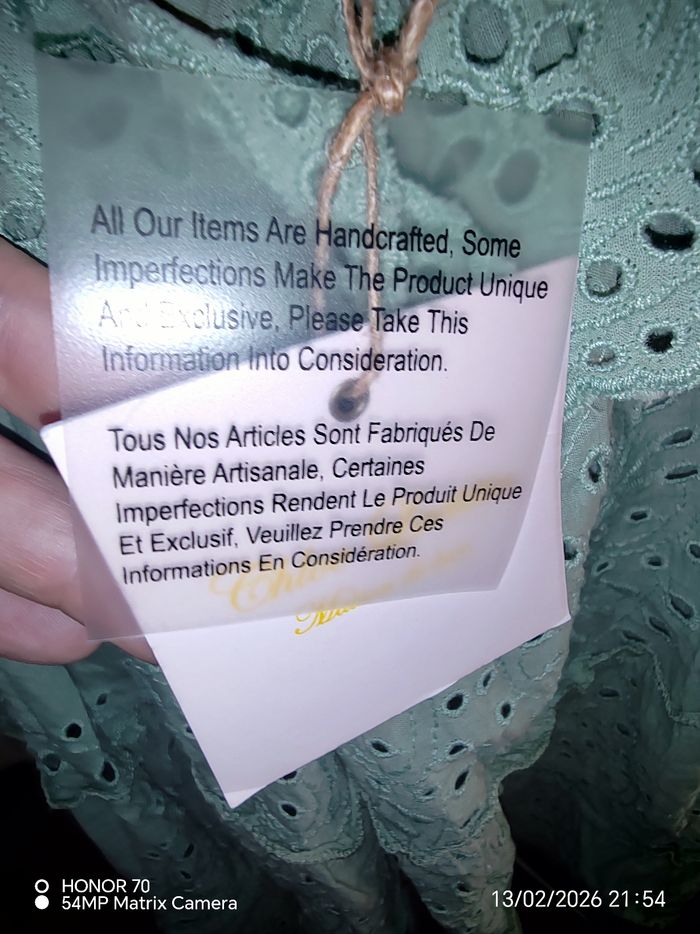 All Our Items Are Handcrafted, Some
Imperfections Make The Product Unique
And Exclusive, Please Take This
Information Into Consideration.
Tous Nos Articles Sont Fabriqués De
Manière Artisanale, Certaines
Imperfections Rendent Le Produit Unique
Et Exclusif, Veuillez Prendre Ces
Informations En Considération.
HONOR 70
54MP Matrix Camera
13/02/2026 21:54